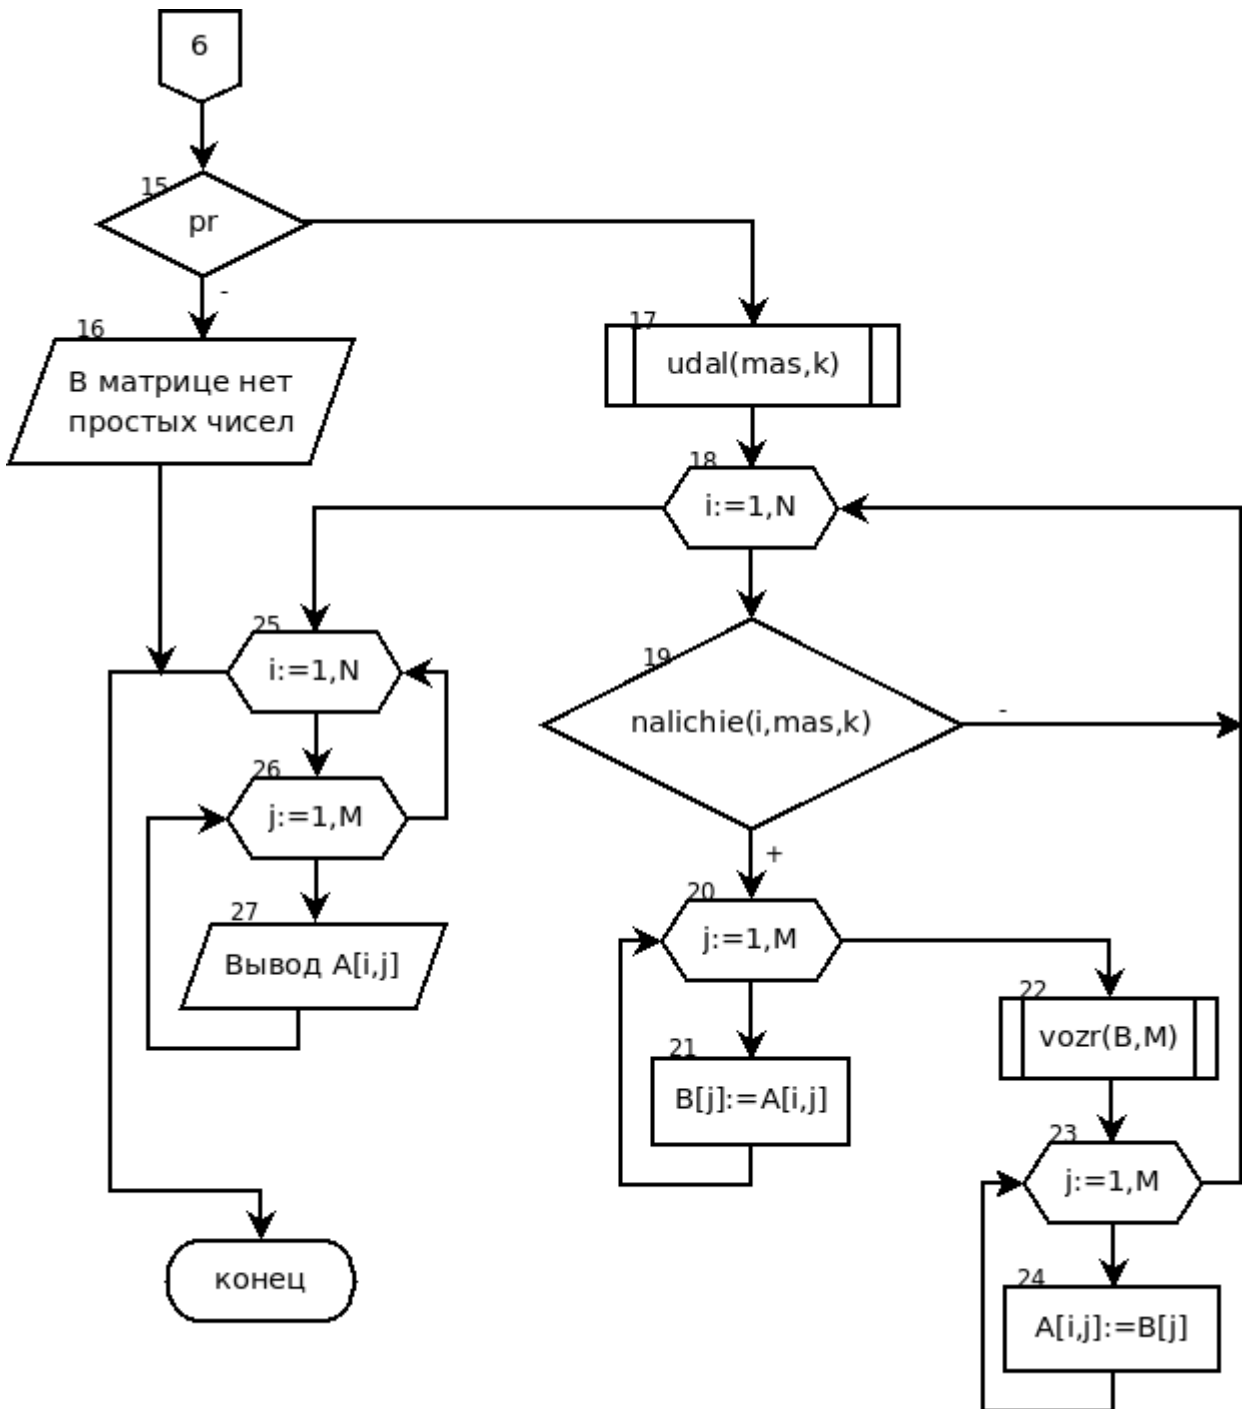 6
15
pr
-
16
В матрице нет
простых чисел
17
udal(mas,k)
18
i:=1,N
19
nalichie(i,mas,k)
-
+
20
j:=1,M
21
B[j]:=A[i,j]
22
vozr(B,M)
23
j:=1,M
24
A[i,j]:=B[j]
25
i:=1,N
26
j:=1,M
27
Вывод A[i,j]
конец